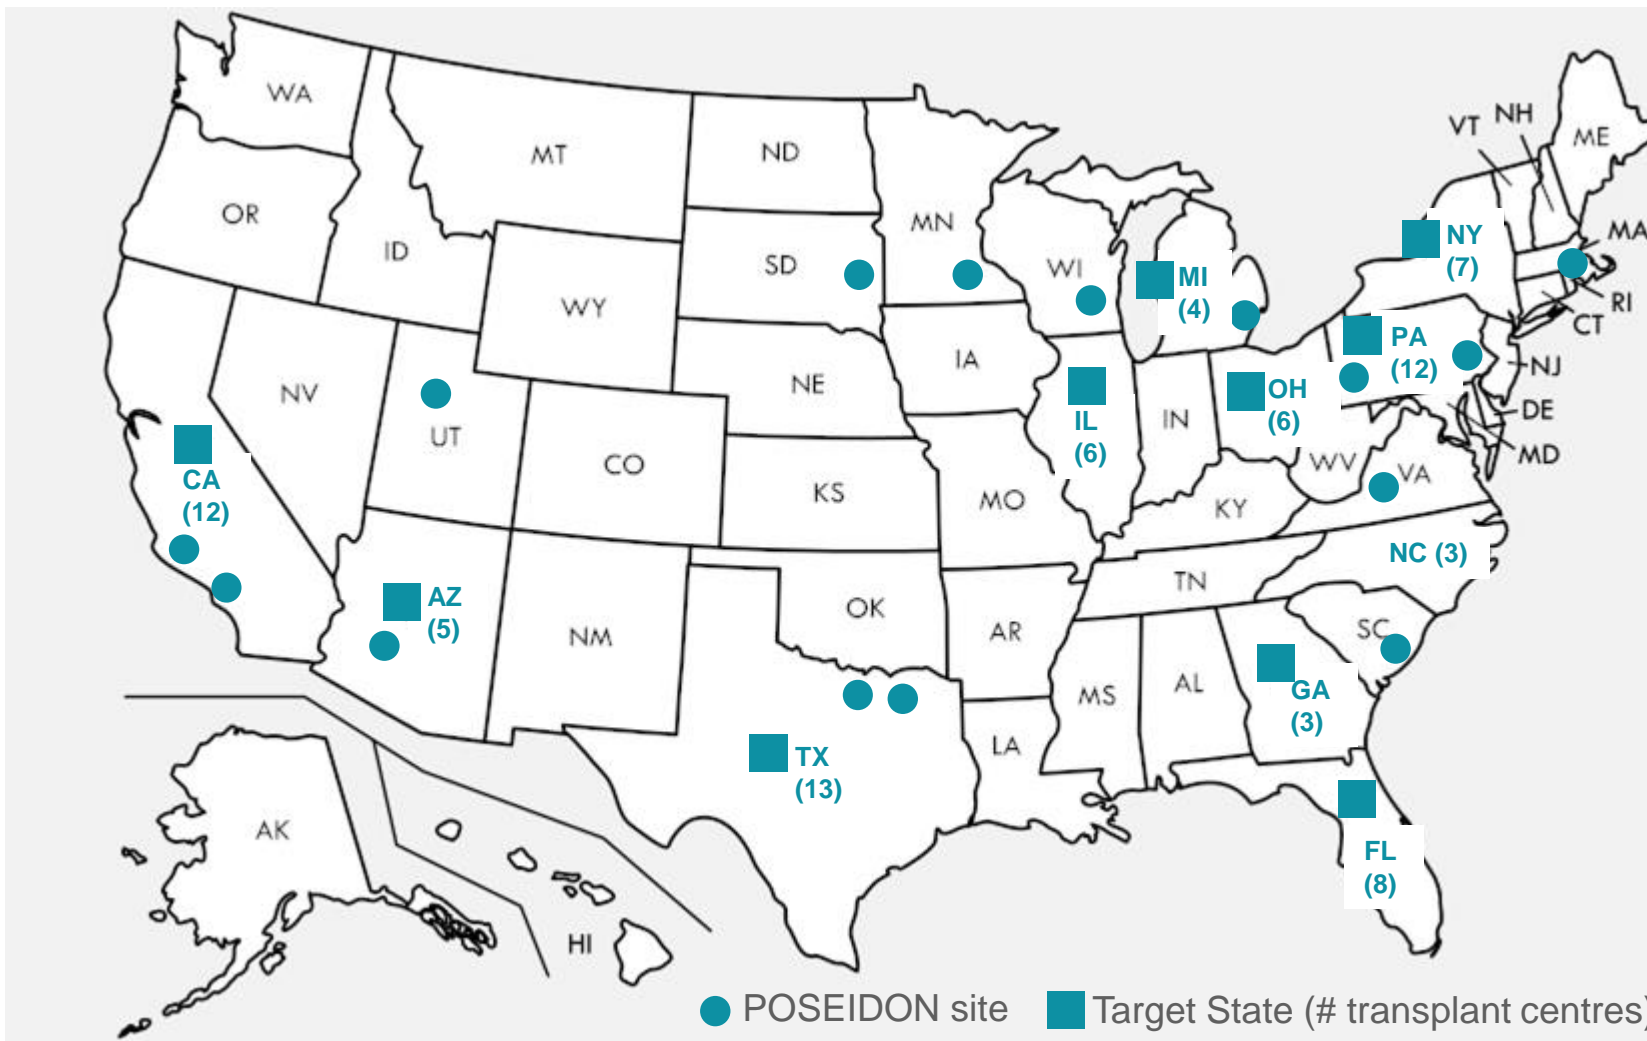 WA
MT
ND
VT
NH
ME
OR
ID
SD
MN
WI
MI
(4)
NY
(7)
MA
WY
RI
CT
NV
UT
NE
IA
IL
(6)
IN
OH
(6)
PA
(12)
NJ
DE
MD
CA
(12)
CO
KS
MO
WV
VA
KY
NC (3)
AZ
(5)
NM
OK
AR
TN
SC
TX
(13)
LA
MS
AL
GA
(3)
FL
(8)
AK
HI
POSEIDON site
Target State (# transplant centres)